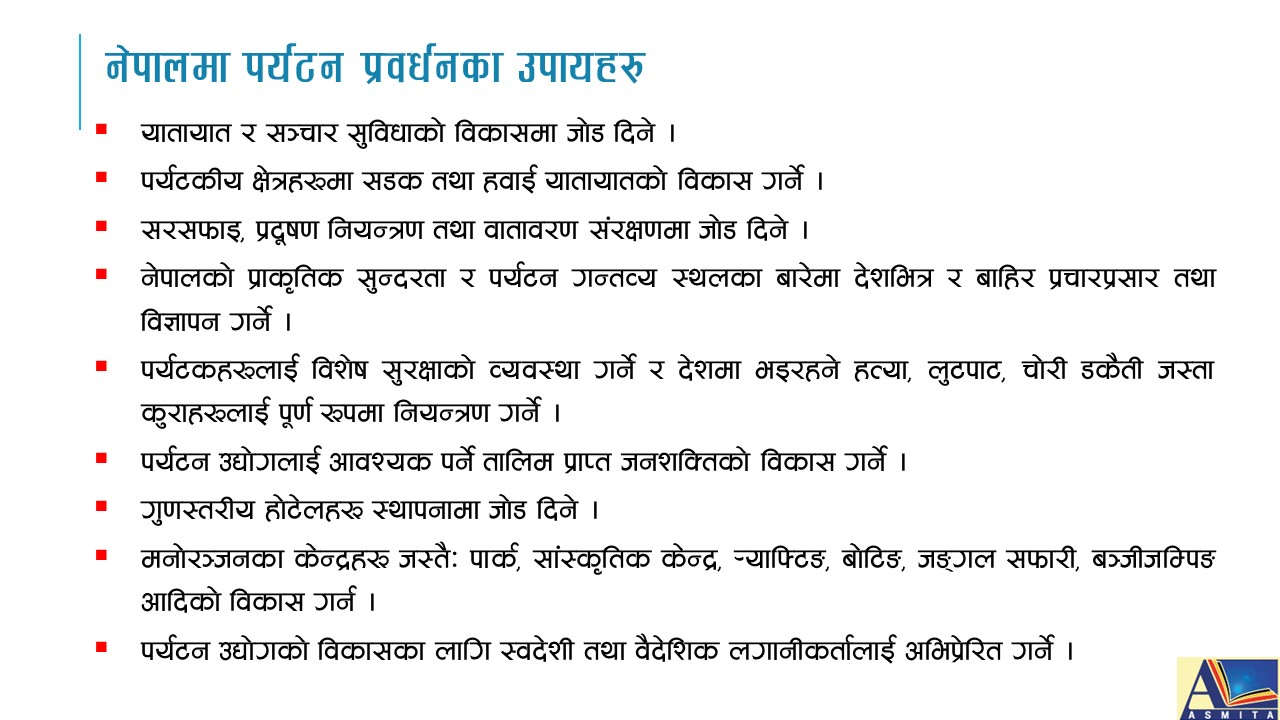 नेपालमा पर्यटन प्रवर्धनका उपायहरु
▪ यातायात र सञ्चार सुविधाको विकासमा जोड दिने ।
▪ पर्यटकीय क्षेत्रहरूमा सडक तथा हवाई यातायातको विकास गर्ने ।
▪ सरसफाइ, प्रदूषण नियन्त्रण तथा वातावरण संरक्षणमा जोड दिने ।
▪ नेपालको प्राकृतिक सुन्दरता र पर्यटन गन्तव्य स्थलका बारेमा देशभित्र र बाहिर प्रचारप्रसार तथा
विज्ञापन गर्ने ।
▪ पर्यटकहरूलाई विशेष सुरक्षाको व्यवस्था गर्ने र देशमा भइरहने हत्या, लुटपाट, चोरी डकैती जस्ता
कुराहरूलाई पूर्ण रूपमा नियन्त्रण गर्ने ।
▪ पर्यटन उद्योगलाई आवश्यक पर्ने तालिम प्राप्त जनशक्तिको विकास गर्ने ।
▪ गुणस्तरीय होटेलहरू स्थापनामा जोड दिने ।
▪ मनोरञ्जनका केन्द्रहरू जस्तैः पार्क, सांस्कृतिक केन्द्र, र्‍याफ्टिङ, बोटिङ, जङ्गल सफारी, बञ्जीजम्पिङ
आदिको विकास गर्न ।
▪ पर्यटन उद्योगको विकासका लागि स्वदेशी तथा वैदेशिक लगानीकर्तालाई अभिप्रेरित गर्ने ।
ASMITA